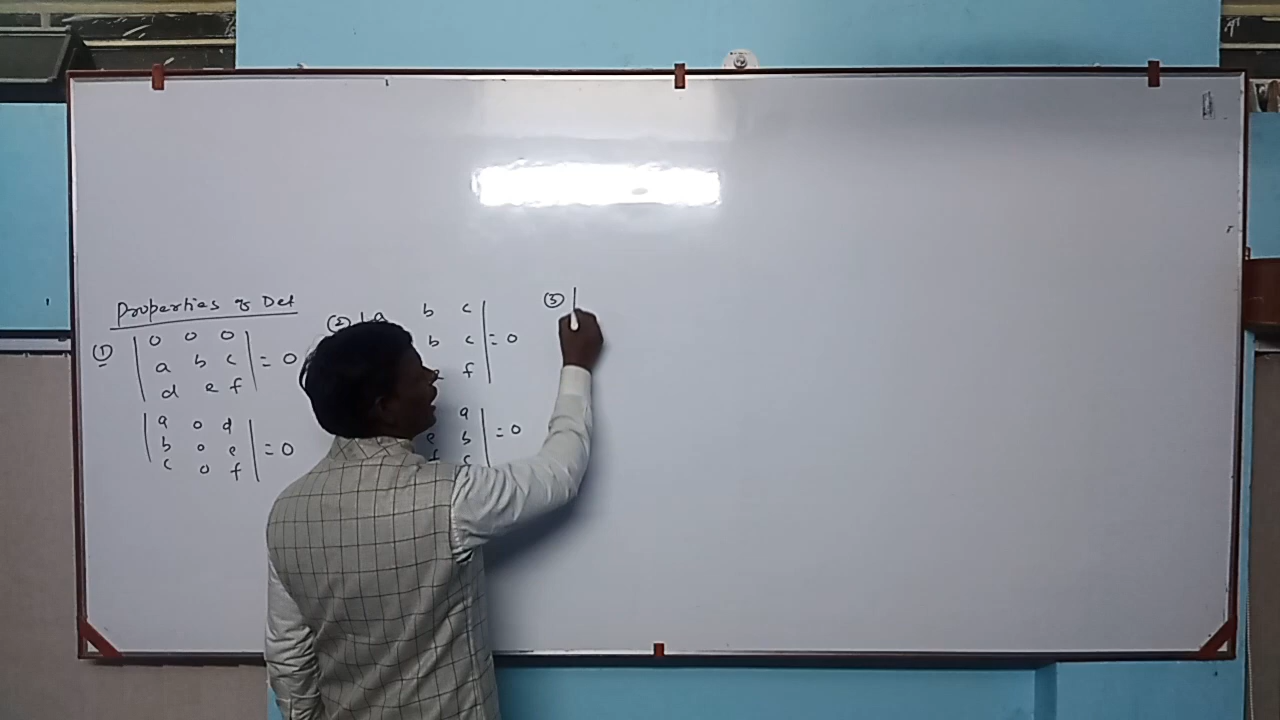 Properties of Det
① | 0 0 0 |
| a b c | = 0
| d e f |
| a 0 d |
| b 0 e | = 0
| c 0 f |
② | a b c |
b c | = 0
f |
a |
e b | = 0
f c
③ |